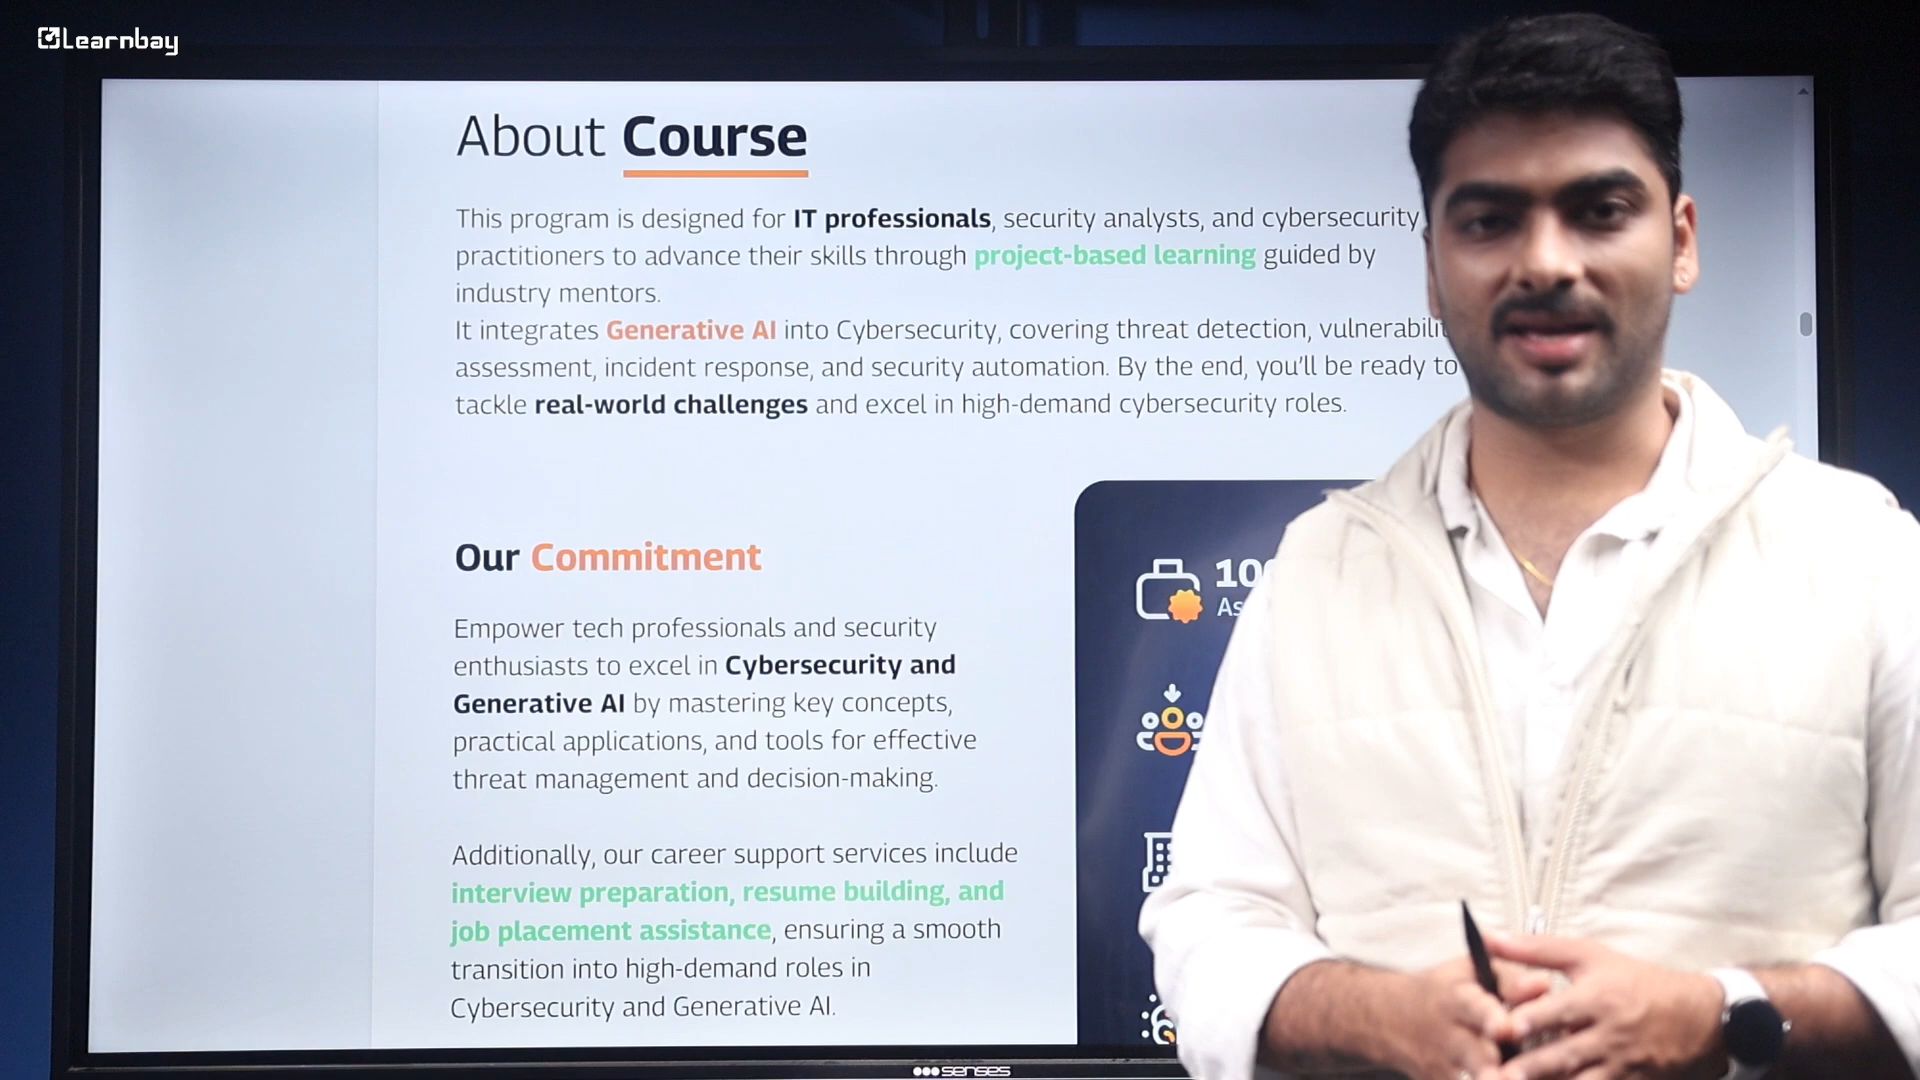 Learnbay
About Course
This program is designed for IT professionals, security analysts, and cybersecurity
practitioners to advance their skills through project-based learning guided by
industry mentors.
It integrates Generative AI into Cybersecurity, covering threat detection,
assessment, incident response, and security automation. By the end, you'll be ready to
tackle real-world challenges and excel in high-demand cybersecurity roles.
Our Commitment
Empower tech professionals and security
enthusiasts to excel in Cybersecurity and
Generative AI by mastering key concepts,
practical applications, and tools for effective
threat management and decision-making.
Additionally, our career support services include
interview preparation, resume building, and
job placement assistance, ensuring a smooth
transition into high-demand roles in
Cybersecurity and Generative AI.
senses